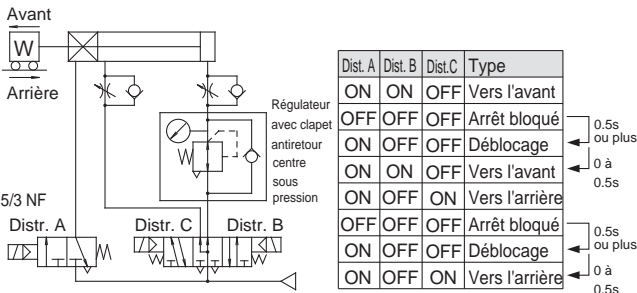 Avant
W
Arrière
Régulateur
avec clapet
antiretour
centre
sous
pression
5/3 NF
Distr. A
Distr. C
Distr. B
Dist. A Dist. B Dist.C Type
ON ON OFF Vers l'avant
OFF OFF OFF Arrêt bloqué
ON OFF OFF Déblocage
ON ON OFF Vers l'avant
ON OFF ON Vers l'arrière
OFF OFF OFF Arrêt bloqué
ON OFF OFF Déblocage
ON OFF ON Vers l'arrière
0.5s
ou plus
0 à
0.5s
0.5s
ou plus
0 à
0.5s